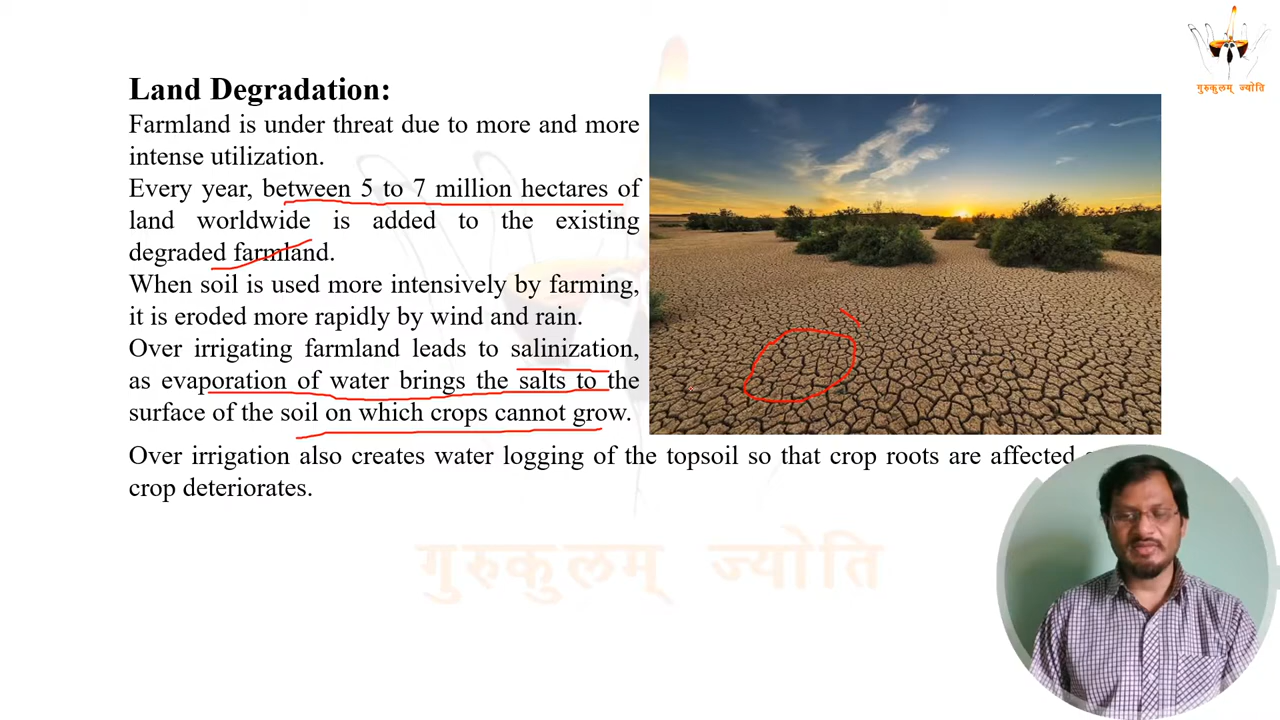 गुरुकुलम् ज्योति
Land Degradation:
Farmland is under threat due to more and more
intense utilization.
Every year, between 5 to 7 million hectares of
land worldwide is added to the existing
degraded farmland.
When soil is used more intensively by farming,
it is eroded more rapidly by wind and rain.
Over irrigating farmland leads to salinization,
as evaporation of water brings the salts to the
surface of the soil on which crops cannot grow.
Over irrigation also creates water logging of the topsoil so that crop roots are affected
crop deteriorates.
गुरुकुलम् ज्योति